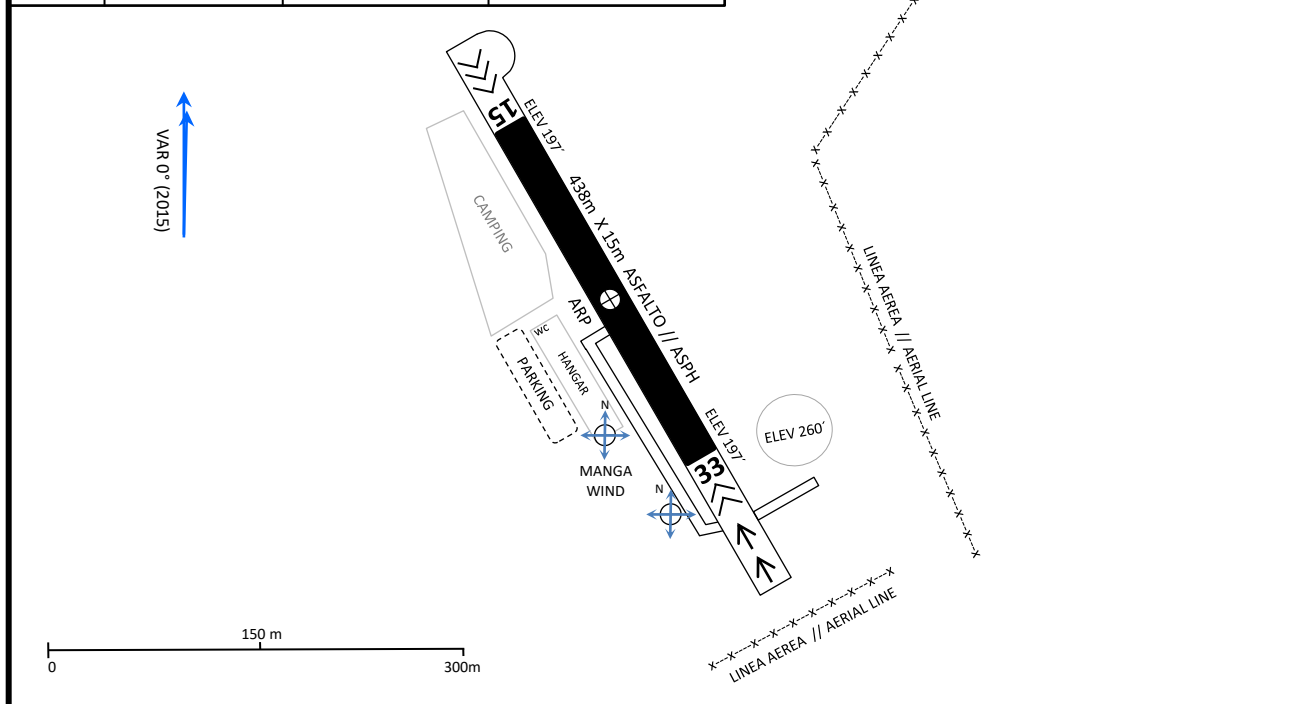 15
ELEV 197´
VAR 0° (2015)
438m X 15m ASFALTO // ASPH
CAMPING
ARP
WC
HANGAR
PARKING
LINEA AEREA // AERIAL LINE
N
ELEV 197´
ELEV 260´
33
MANGA
WIND
N
LINEA AEREA // AERIAL LINE
150 m
0
300m